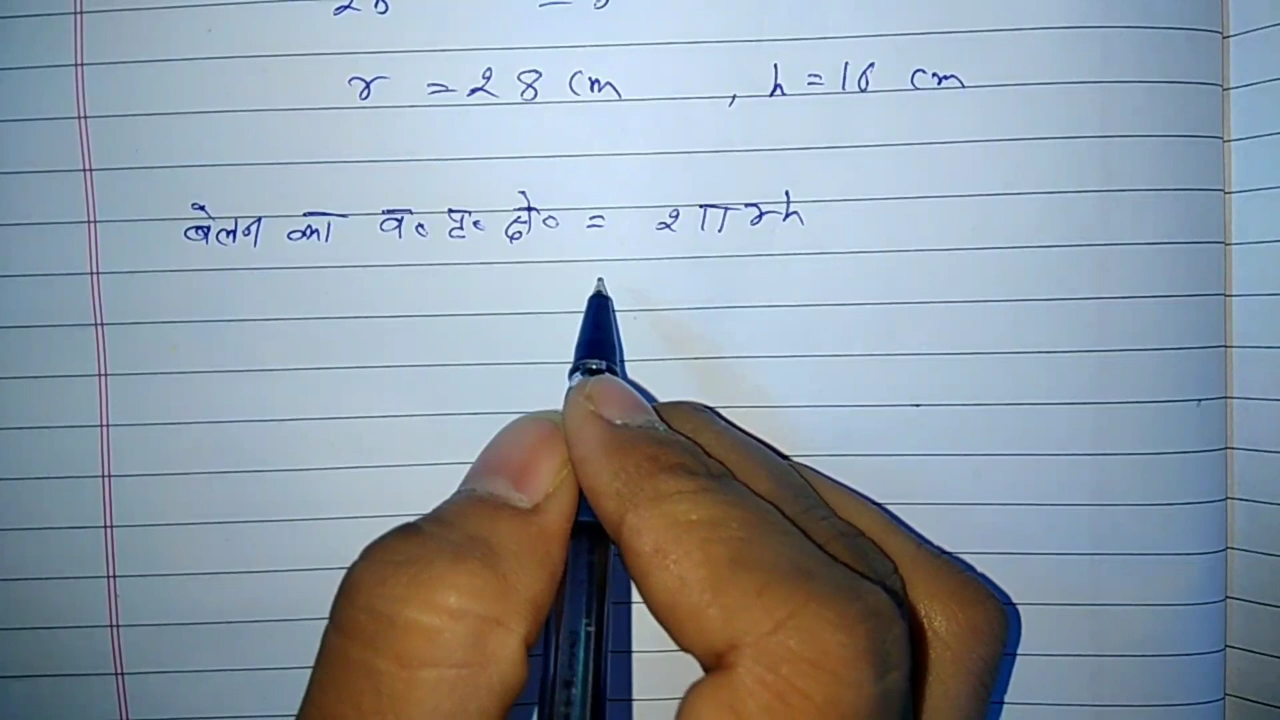 r = 28 cm , h = 16 cm
बेलन का व० पृ० क्षे० = 2πrh